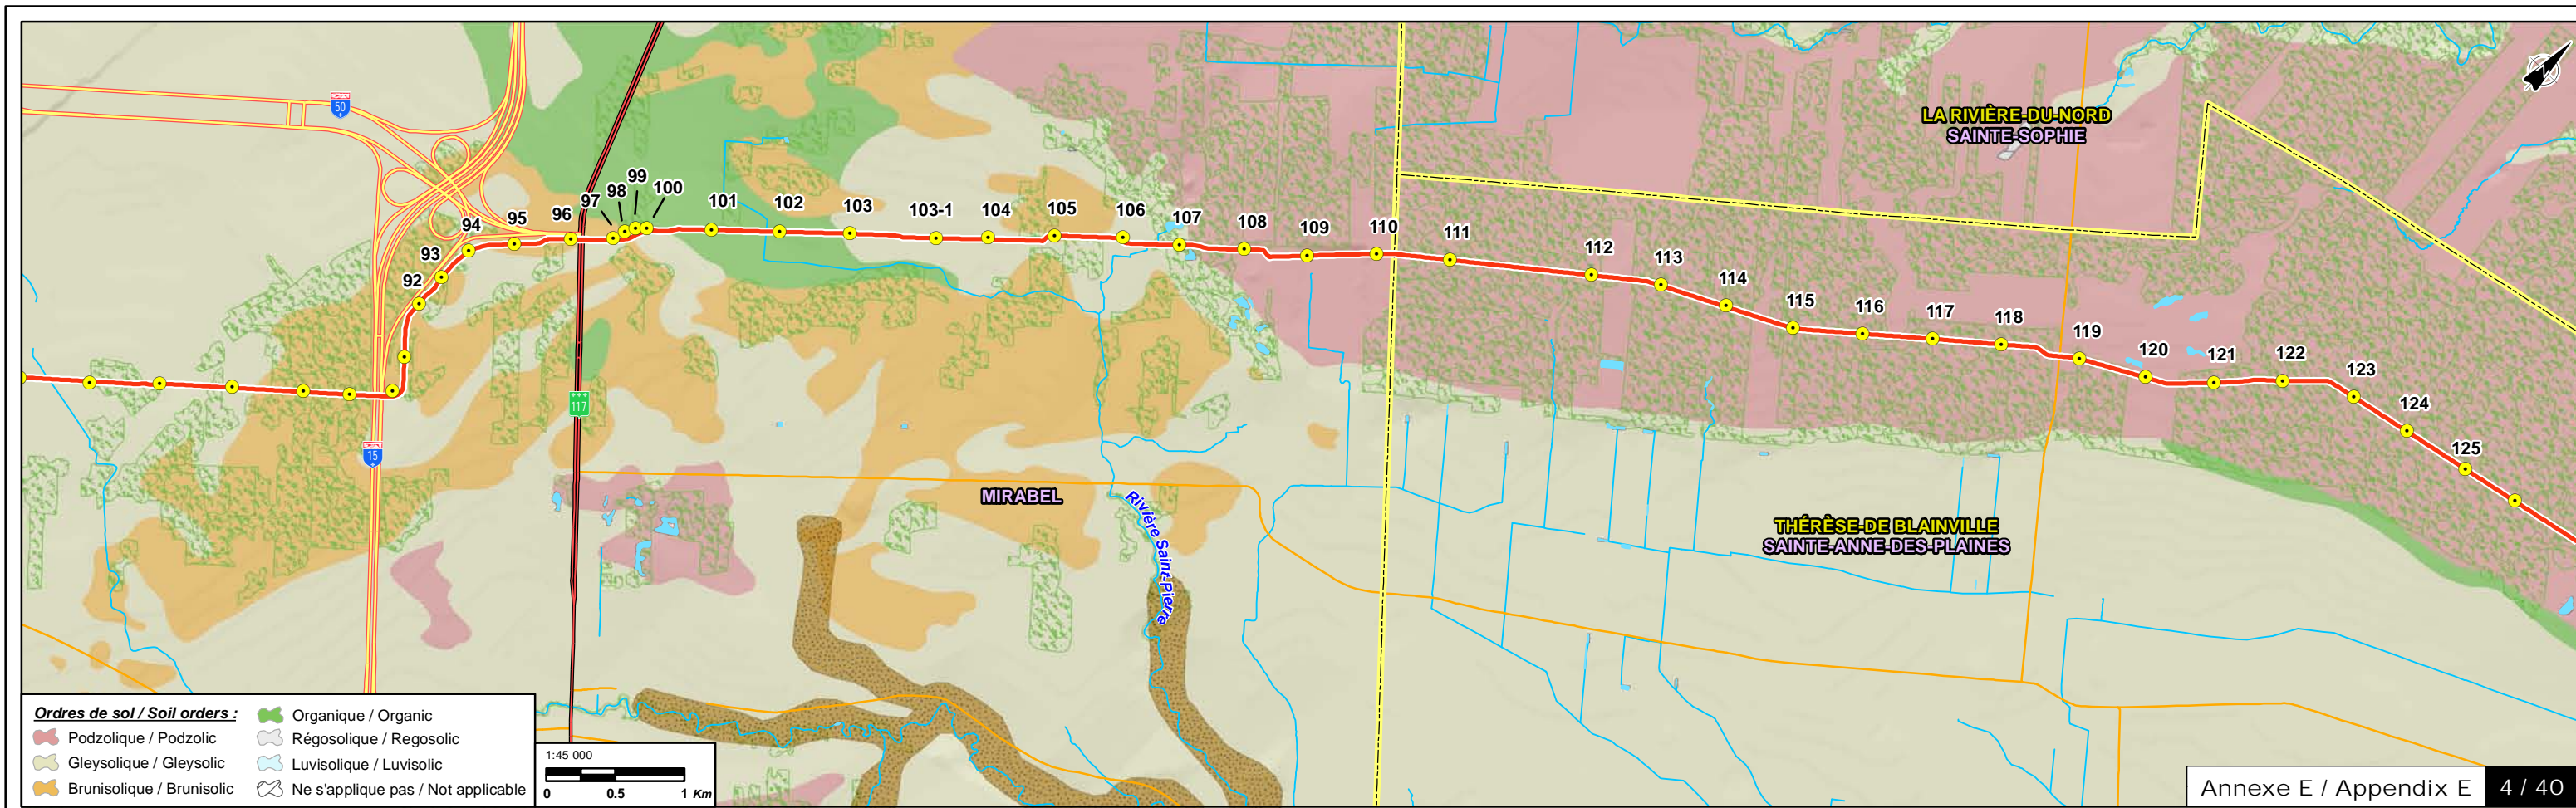 50
LA RIVIÈRE-DU-NORD
SAINTE-SOPHIE
92
93
94
95
96
97
98
99
100
101
102
103
103-1
104
105
106
107
108
109
110
111
112
113
114
115
116
117
118
119
120
121
122
123
124
125
117
15
MIRABEL
Rivière Saint-Pierre
THÉRÈSE-DE BLAINVILLE
SAINTE-ANNE-DES-PLAINES
Ordres de sol / Soil orders :
Podzolique / Podzolic
Gleysolique / Gleysolic
Brunisolique / Brunisolic
Organique / Organic
Régosolique / Regosolic
Luvisolique / Luvisolic
Ne s'applique pas / Not applicable
1:45 000
0 0.5 1 Km
Annexe E / Appendix E 4 / 40